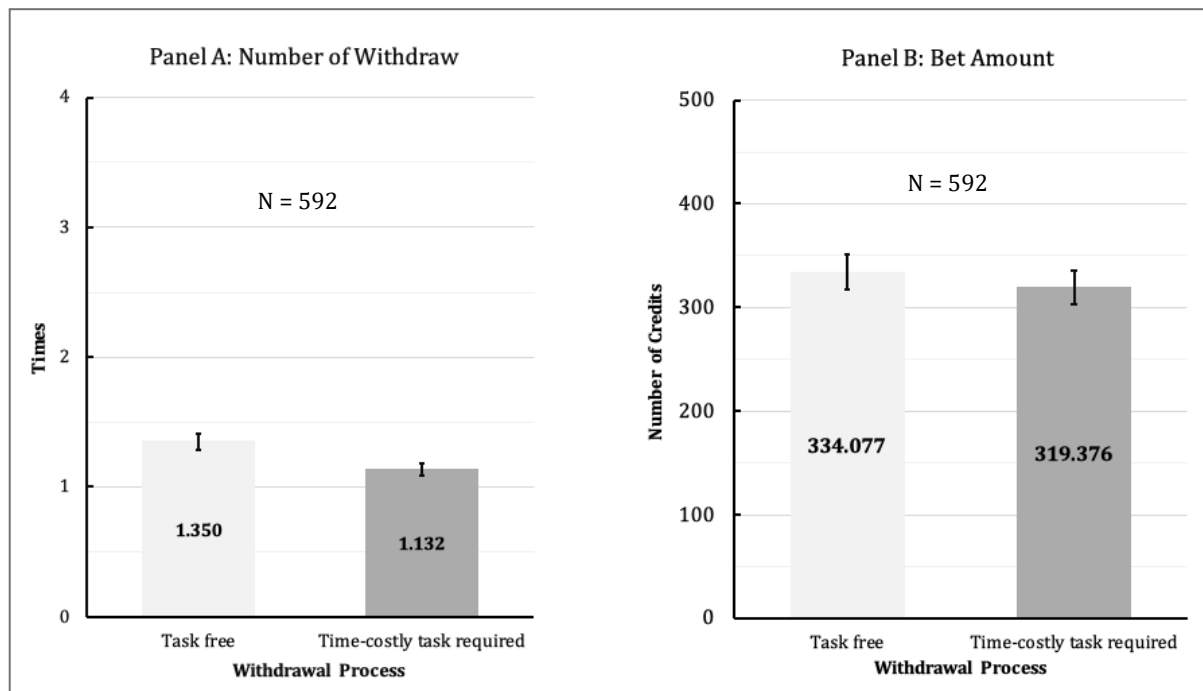 Panel A: Number of Withdraw
4
3
2
1
0
Times
N = 592
1.350
1.132
Task free
Time-costly task required
Withdrawal Process
Panel B: Bet Amount
500
400
300
200
100
0
Number of Credits
N = 592
334.077
319.376
Task free
Time-costly task required
Withdrawal Process